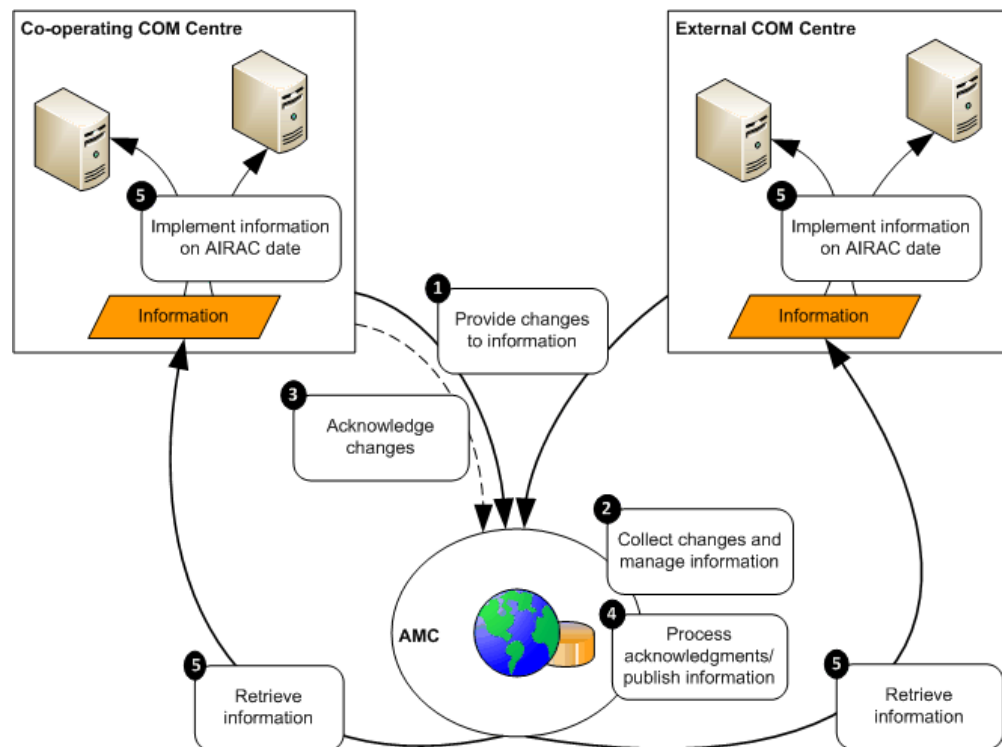 Co-operating COM Centre
External COM Centre
5
Implement information
on AIRAC date
5
Implement information
on AIRAC date
Information
Information
1
Provide changes
to information
3
Acknowledge
changes
2
Collect changes and
manage information
AMC
4
Process
acknowledgments/
publish information
5
Retrieve
information
5
Retrieve
information